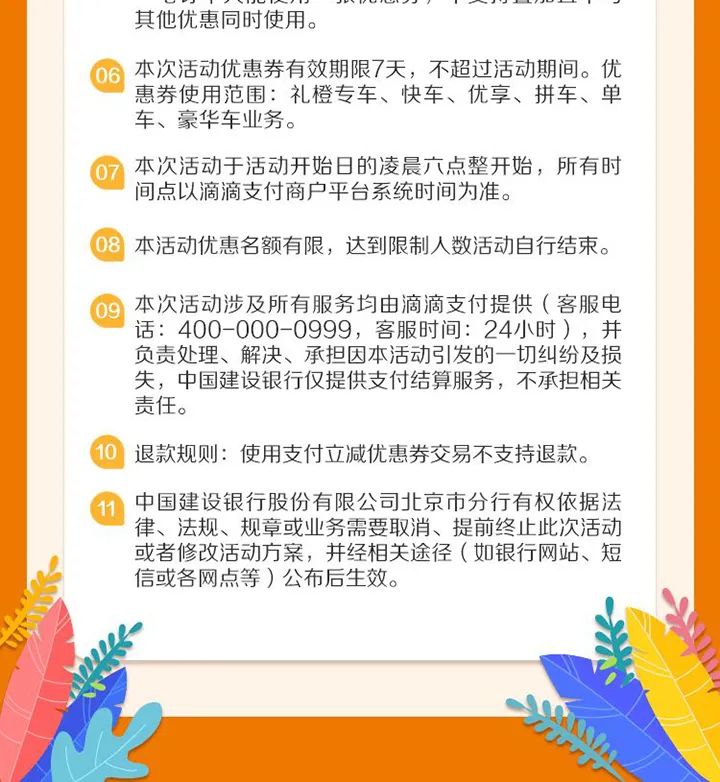 其他优惠同时使用。
06 本次活动优惠券有效期限7天，不超过活动期间。优
惠券使用范围：礼橙专车、快车、优享、拼车、单
车、豪华车业务。
07 本次活动于活动开始日的凌晨六点整开始，所有时
间点以滴滴支付商户平台系统时间为准。
08 本活动优惠名额有限，达到限制人数活动自行结束。
09 本次活动涉及所有服务均由滴滴支付提供（客服电
话：400-000-0999，客服时间：24小时），并
负责处理、解决、承担因本活动引发的一切纠纷及损
失，中国建设银行仅提供支付结算服务，不承担相关
责任。
10 退款规则：使用支付立减优惠券交易不支持退款。
11 中国建设银行股份有限公司北京市分行有权依据法
律、法规、规章或业务需要取消、提前终止此次活动
或者修改活动方案，并经相关途径（如银行网站、短
信或各网点等）公布后生效。